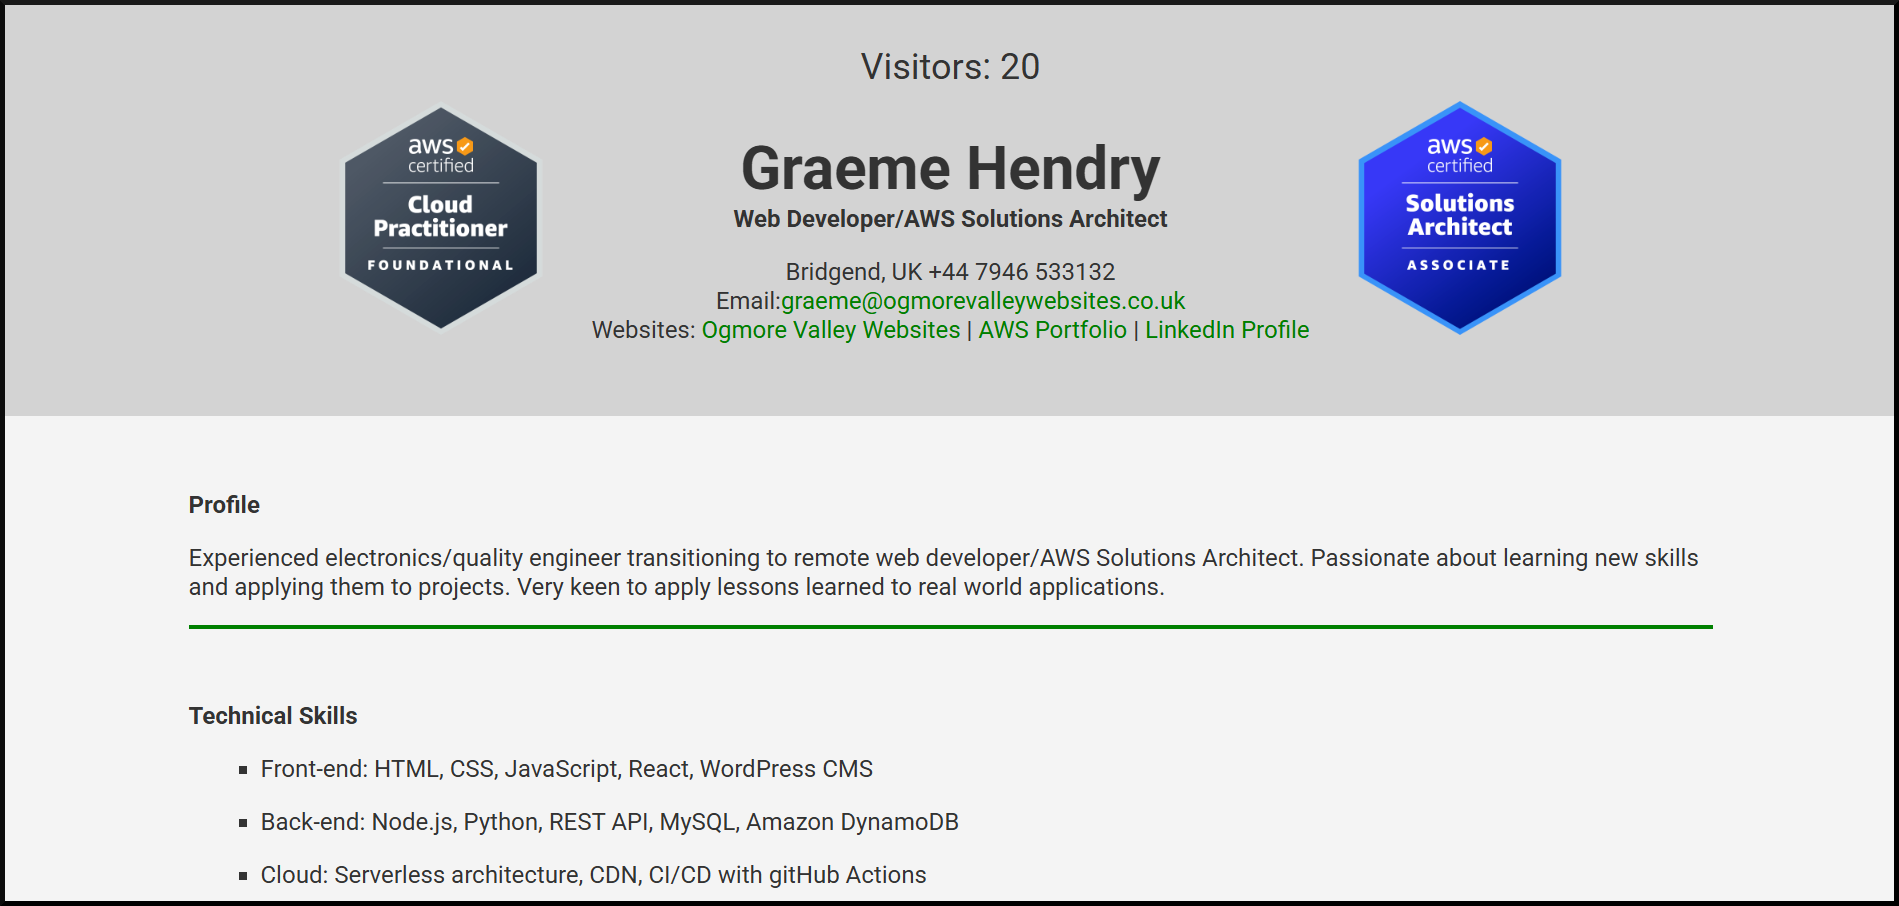 Visitors: 20
aws
certified
Cloud
Practitioner
FOUNDATIONAL
Graeme Hendry
Web Developer/AWS Solutions Architect
Bridgend, UK +44 7946 533132
Email:graeme@ogmorevalleywebsites.co.uk
Websites: Ogmore Valley Websites | AWS Portfolio | LinkedIn Profile
aws
certified
Solutions
Architect
ASSOCIATE
Profile
Experienced electronics/quality engineer transitioning to remote web developer/AWS Solutions Architect. Passionate about learning new skills
and applying them to projects. Very keen to apply lessons learned to real world applications.
Technical Skills
▪ Front-end: HTML, CSS, JavaScript, React, WordPress CMS
▪ Back-end: Node.js, Python, REST API, MySQL, Amazon DynamoDB
▪ Cloud: Serverless architecture, CDN, CI/CD with gitHub Actions